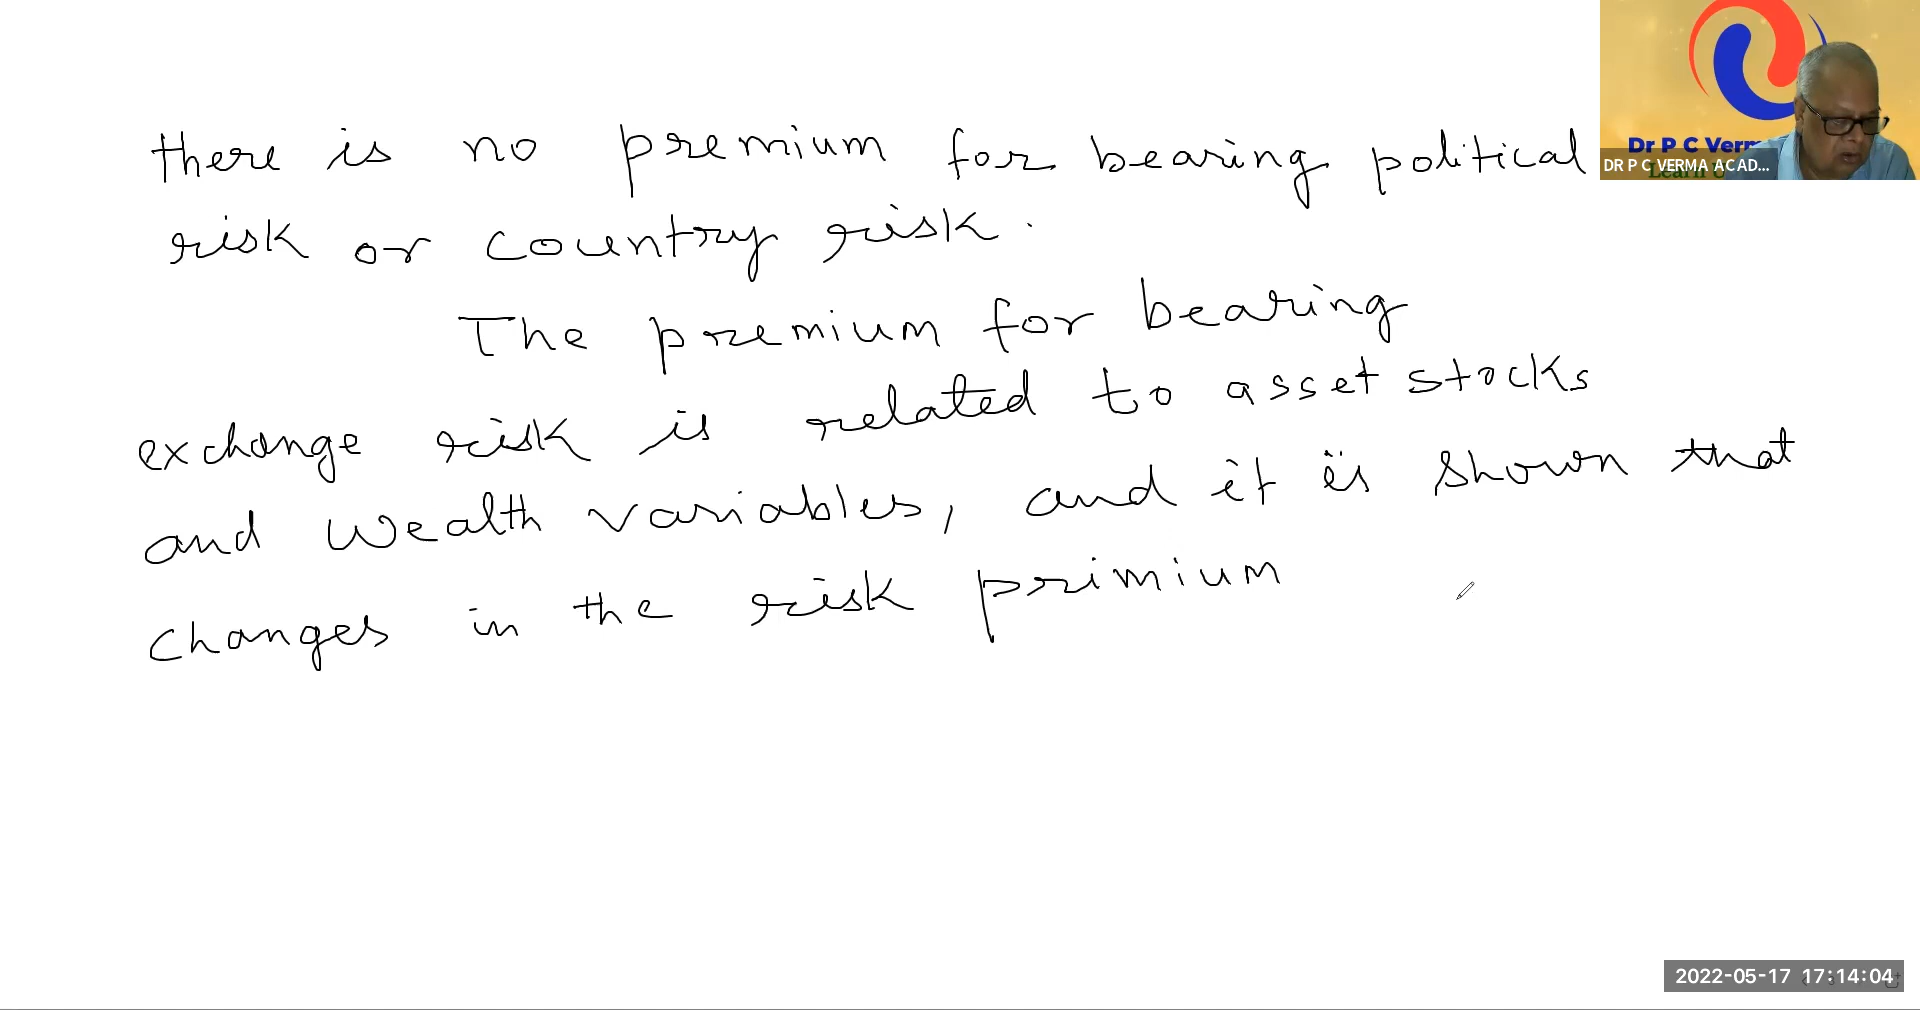 there is no premium for bearing political
risk or country risk.
The premium for bearing
exchange risk is related to asset stocks
and wealth variables, and it is shown that
changes in the risk primium
Dr P C Verm
DR P C VERMA ACAD...
Learn U
2022-05-17 17:14:04